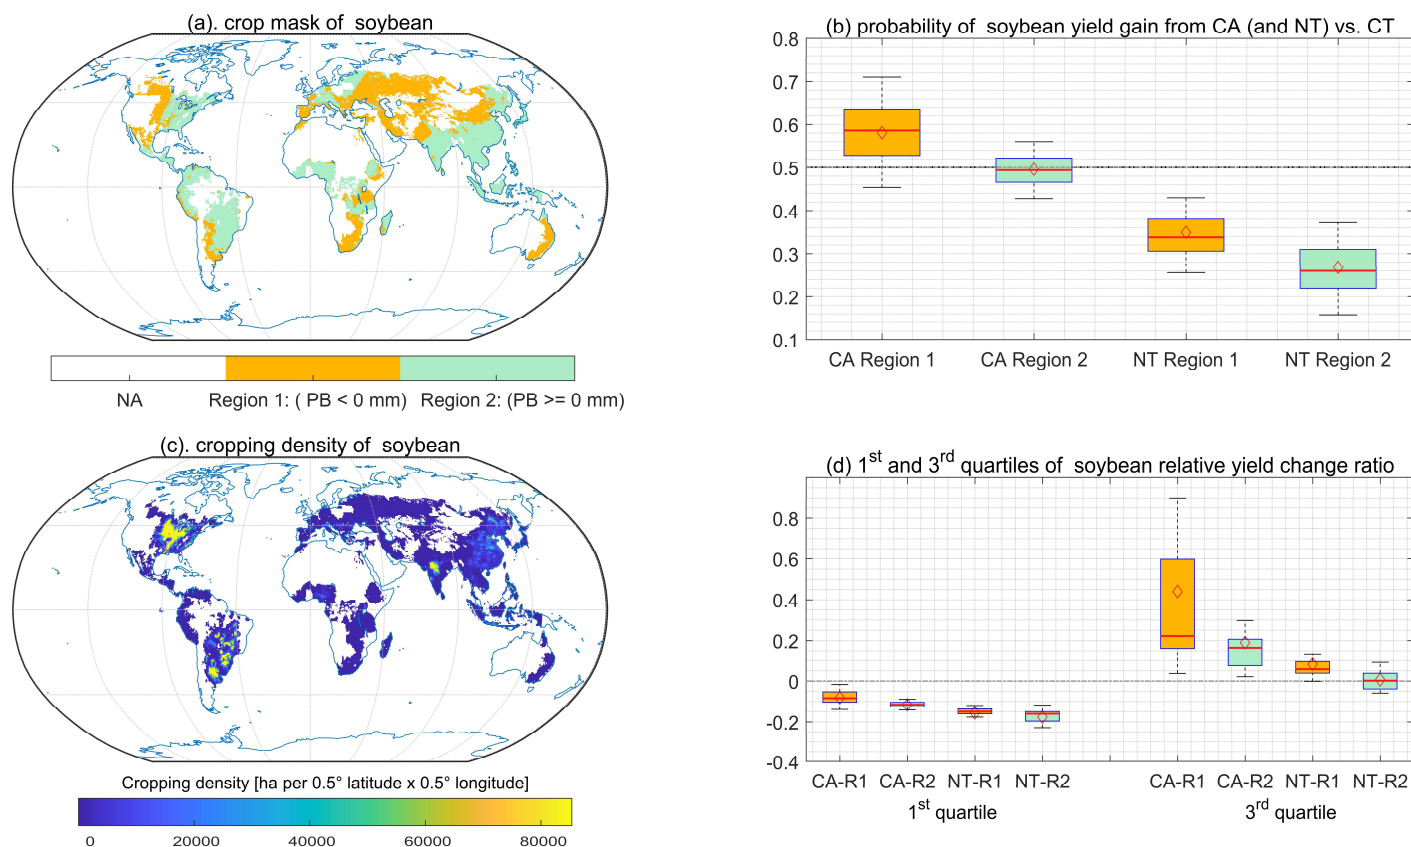 (a). crop mask of soybean
NA
Region 1: ( PB < 0 mm)
Region 2: (PB >= 0 mm)
(b) probability of soybean yield gain from CA (and NT) vs. CT
0.8
0.7
0.6
0.5
0.4
0.3
0.2
0.1
CA Region 1
CA Region 2
NT Region 1
NT Region 2
(c). cropping density of soybean
Cropping density [ha per 0.5° latitude x 0.5° longitude]
0
20000
40000
60000
80000
(d) 1st and 3rd quartiles of soybean relative yield change ratio
0.8
0.6
0.4
0.2
0
-0.2
-0.4
CA-R1
CA-R2
NT-R1
NT-R2
CA-R1
CA-R2
NT-R1
NT-R2
1st quartile
3rd quartile